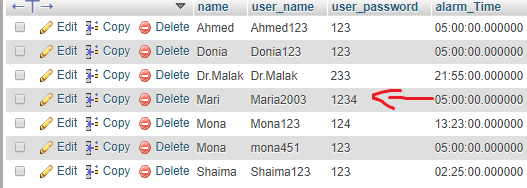 name user_name user_password alarm_Time
Edit Copy Delete Ahmed Ahmed123 123 05:00:00.000000
Edit Copy Delete Donia Donia123 123 05:00:00.000000
Edit Copy Delete Dr.Malak Dr.Malak 233 21:55:00.000000
Edit Copy Delete Mari Maria2003 1234 05:00:00.000000
Edit Copy Delete Mona Mona123 124 13:23:00.000000
Edit Copy Delete Mona mona451 123 05:00:00.000000
Edit Copy Delete Shaima Shaima123 123 02:25:00.000000